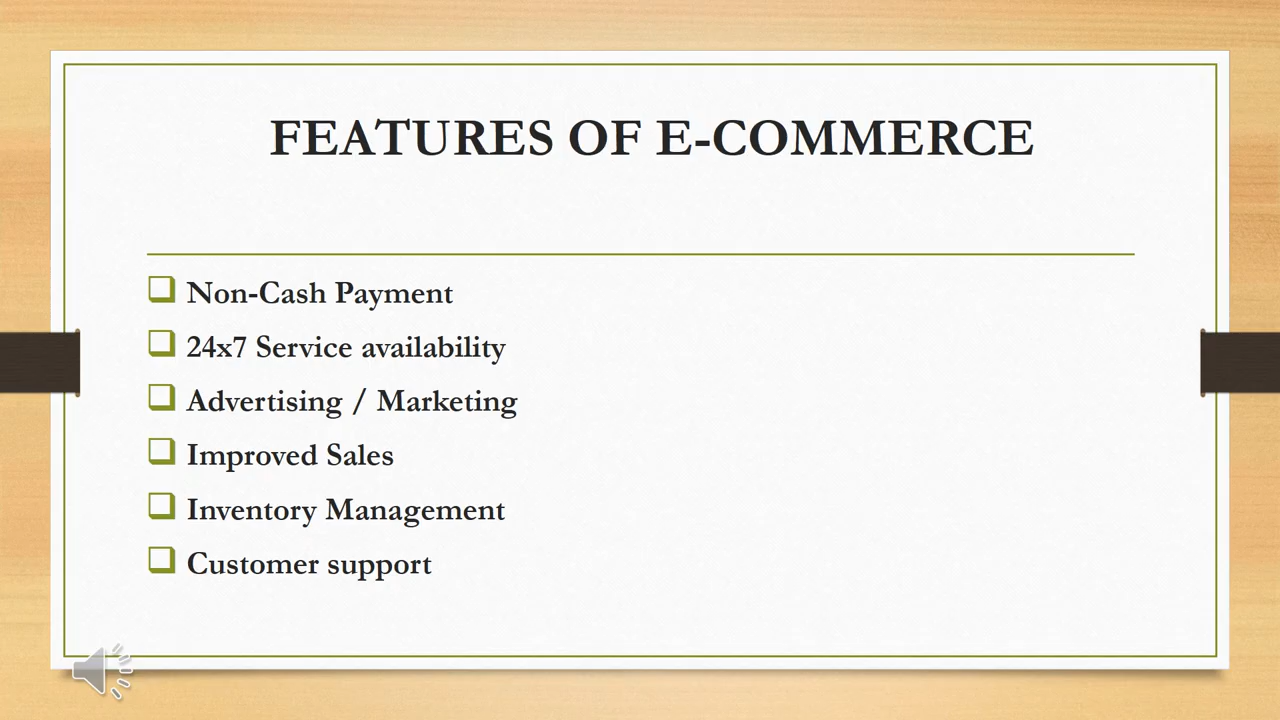 FEATURES OF E-COMMERCE
Non-Cash Payment
24x7 Service availability
Advertising / Marketing
Improved Sales
Inventory Management
Customer support